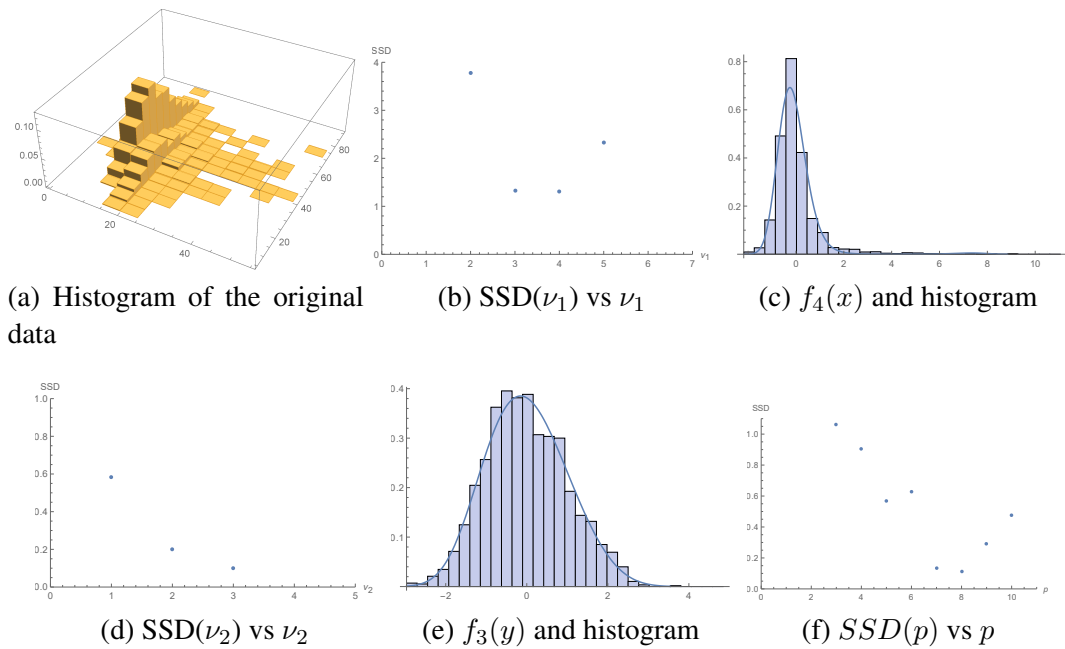 0.10
0.05
0.00
0
20
40
20
40
60
80
SSD
4
3
2
1
0
0 1 2 3 4 5 6 7 ν₁
0.8
0.6
0.4
0.2
0 2 4 6 8 10
(a) Histogram of the original
data
(b) SSD(ν₁) vs ν₁
(c) f₄(x) and histogram
SSD
1.0
0.8
0.6
0.4
0.2
0.0
0 1 2 3 4 5 ν₂
0.4
0.3
0.2
0.1
−2 0 2 4
SSD
1.0
0.8
0.6
0.4
0.2
0.0
0 2 4 6 8 10 p
(d) SSD(ν₂) vs ν₂
(e) f₃(y) and histogram
(f) SSD(p) vs p